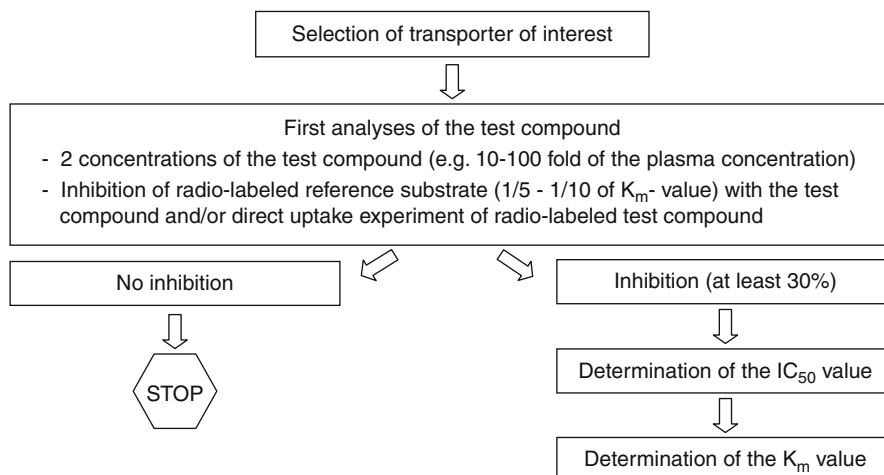 Selection of transporter of interest
First analyses of the test compound
- 2 concentrations of the test compound (e.g. 10-100 fold of the plasma concentration)
- Inhibition of radio-labeled reference substrate (1/5 - 1/10 of Km- value) with the test
compound and/or direct uptake experiment of radio-labeled test compound
No inhibition
STOP
Inhibition (at least 30%)
Determination of the IC50 value
Determination of the Km value